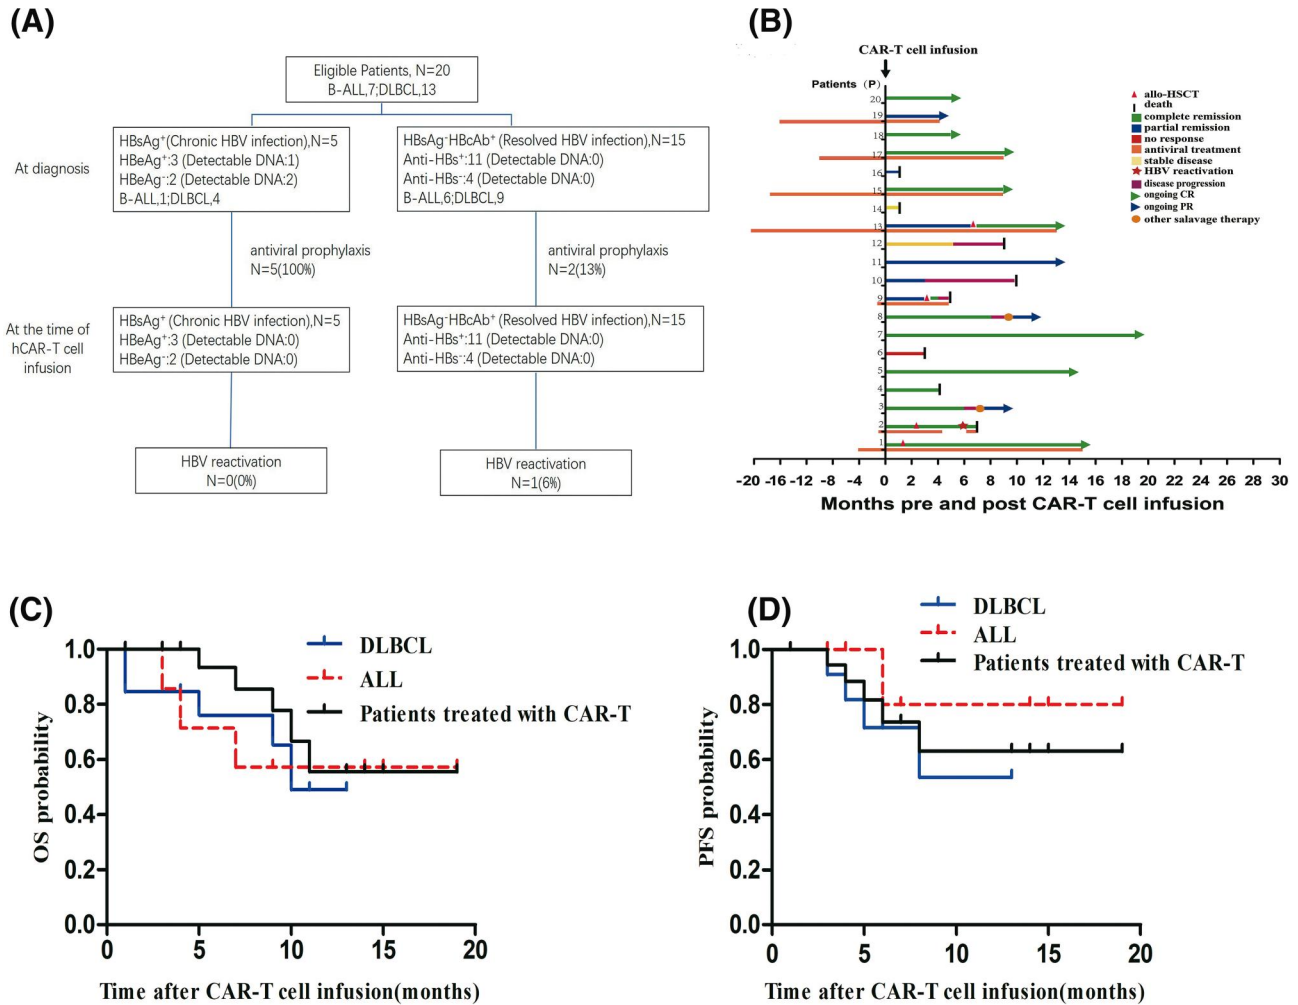 (A)
Eligible Patients, N=20
B-ALL,7;DLBCL,13
At diagnosis
HBsAg⁺(Chronic HBV infection),N=5
HBeAg⁺:3 (Detectable DNA:1)
HBeAg⁻:2 (Detectable DNA:2)
B-ALL,1;DLBCL,4
HBsAg⁻HBcAb⁺ (Resolved HBV infection),N=15
Anti-HBs⁺:11 (Detectable DNA:0)
Anti-HBs⁻:4 (Detectable DNA:0)
B-ALL,6;DLBCL,9
antiviral prophylaxis
N=5(100%)
antiviral prophylaxis
N=2(13%)
At the time of
hCAR-T cell
infusion
HBsAg⁺ (Chronic HBV infection),N=5
HBeAg⁺:3 (Detectable DNA:0)
HBeAg⁻:2 (Detectable DNA:0)
HBsAg⁻HBcAb⁺ (Resolved HBV infection),N=15
Anti-HBs⁺:11 (Detectable DNA:0)
Anti-HBs⁻:4 (Detectable DNA:0)
HBV reactivation
N=0(0%)
HBV reactivation
N=1(6%)
(B)
CAR-T cell infusion
Patients (P)
20
19
18
17
16
15
14
13
12
11
10
9
8
7
6
5
4
3
2
1
allo-HSCT
death
complete remission
partial remission
no response
antiviral treatment
stable disease
HBV reactivation
disease progression
ongoing CR
ongoing PR
other salavage therapy
-20 -16 -12 -8 -4 0 2 4 6 8 10 12 14 16 18 20 22 24 26 28 30
Months pre and post CAR-T cell infusion
(C)
DLBCL
ALL
Patients treated with CAR-T
OS probability
1.0
0.8
0.6
0.4
0.2
0.0
0 5 10 15 20
Time after CAR-T cell infusion(months)
(D)
DLBCL
ALL
Patients treated with CAR-T
PFS probability
1.0
0.8
0.6
0.4
0.2
0.0
0 5 10 15 20
Time after CAR-T cell infusion(months)